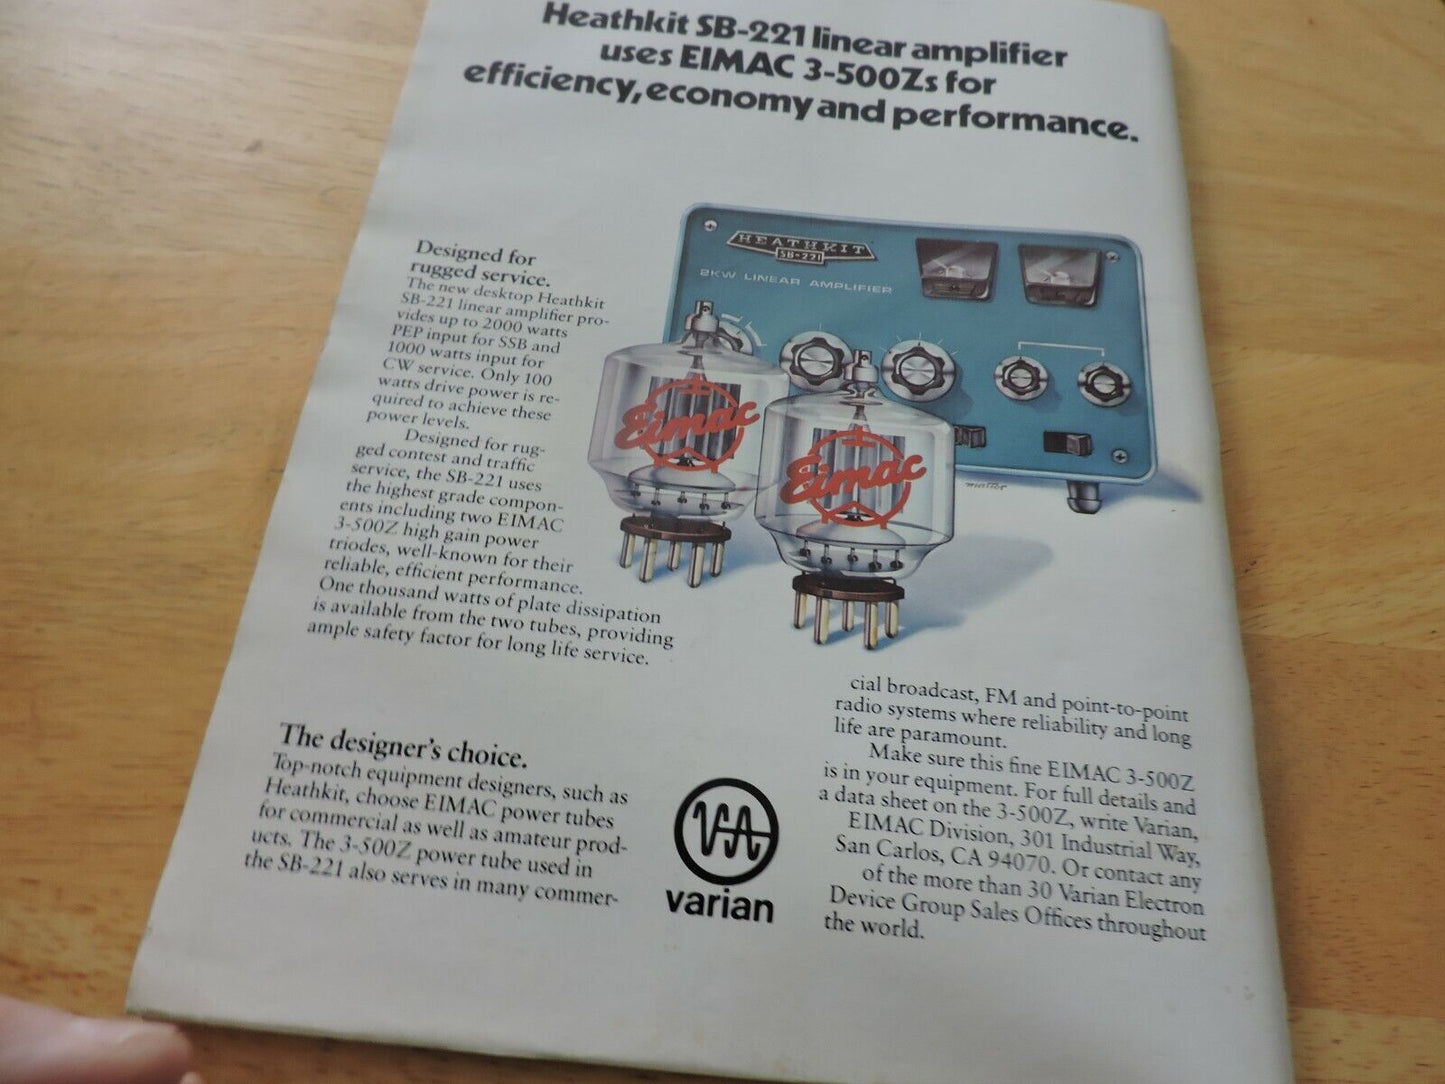 Heathkit SB-221 linear amplifier
uses EIMAC 3-500Zs for
efficiency, economy and performance.
Designed for
rugged service.
The new desktop Heathkit
SB-221 linear amplifier pro-
vides up to 2000 watts
PEP input for SSB and
1000 watts input for
CW service. Only 100
watts drive power is re-
quired to achieve these
power levels.
Designed for rug-
ged contest and traffic
service, the SB-221 uses
the highest grade compon-
ents including two EIMAC
3-500Z high gain power
triodes, well-known for their
reliable, efficient performance.
One thousand watts of plate dissipation
is available from the two tubes, providing
ample safety factor for long life service.
HEATHKIT
SB-221
2KW LINEAR AMPLIFIER
Eimac
Eimac
The designer's choice.
Top-notch equipment designers, such as
Heathkit, choose EIMAC power tubes
for commercial as well as amateur prod-
ucts. The 3-500Z power tube used in
the SB-221 also serves in many commer-
varian
cial broadcast, FM and point-to-point
radio systems where reliability and long
life are paramount.
Make sure this fine EIMAC 3-500Z
is in your equipment. For full details and
a data sheet on the 3-500Z, write Varian,
EIMAC Division, 301 Industrial Way,
San Carlos, CA 94070. Or contact any
of the more than 30 Varian Electron
Device Group Sales Offices throughout
the world.